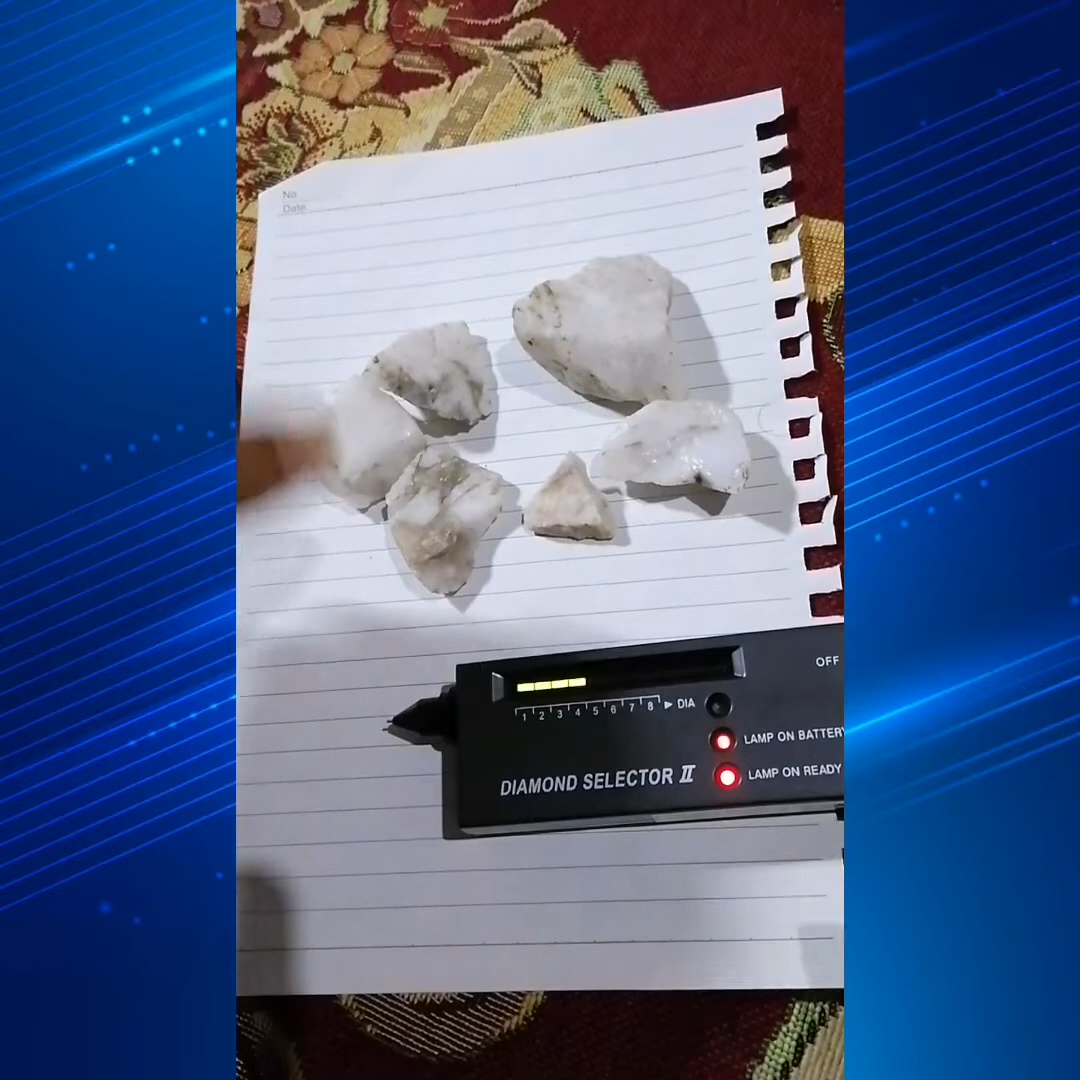 No
Date
OFF
1 2 3 4 5 6 7 8 ▶ DIA
LAMP ON BATTERY
LAMP ON READY
DIAMOND SELECTOR II